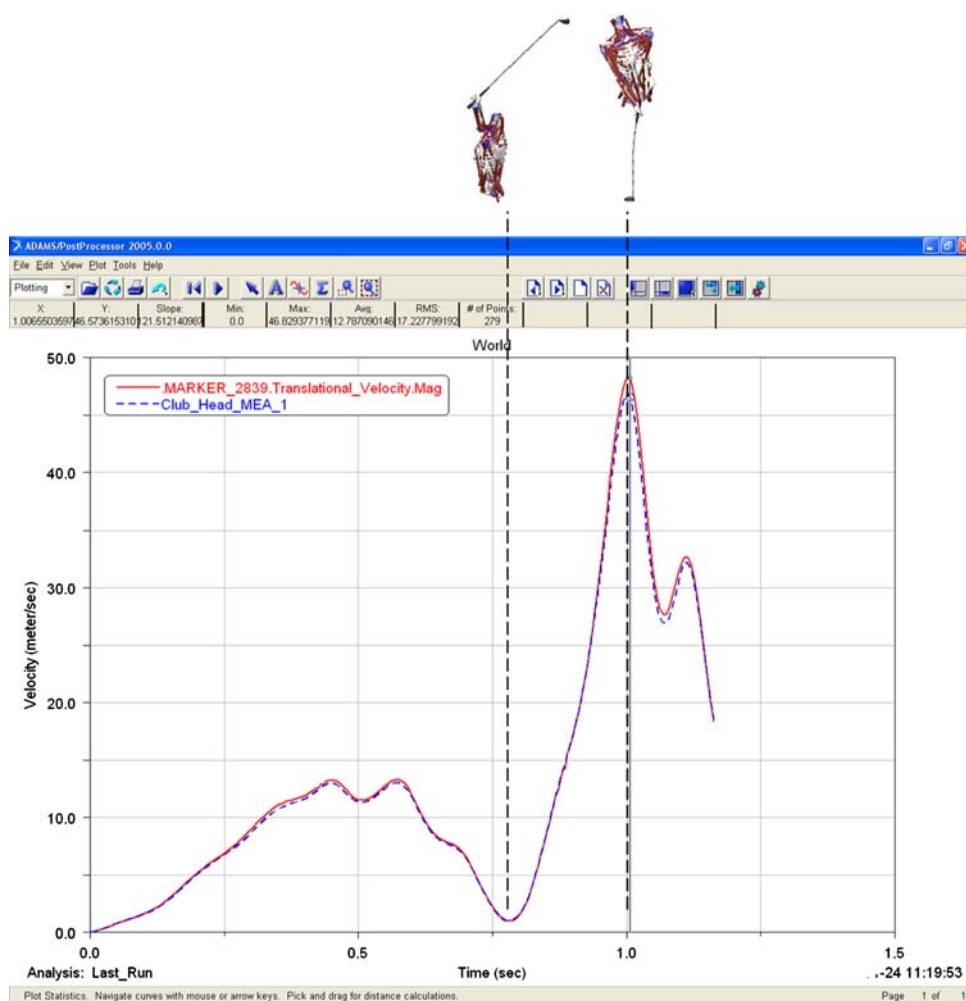 ADAMS/PostProcessor 2005.0.0
File Edit View Plot Tools Help
Plotting
X: Y: Slope: Min: Max: Avg: RMS: # of Points:
1.0065503597 46.573615310 121.512140987 0.0 46.829377119 12.787090146 17.227799192 279
World
50.0
.MARKER_2839.Translational_Velocity.Mag
Club_Head_MEA_1
40.0
30.0
Velocity (meter/sec)
20.0
10.0
0.0
0.0 0.5 1.0 1.5
Analysis: Last_Run Time (sec) -24 11:19:53
Plot Statistics. Navigate curves with mouse or arrow keys. Pick and drag for distance calculations. Page 1 of 1